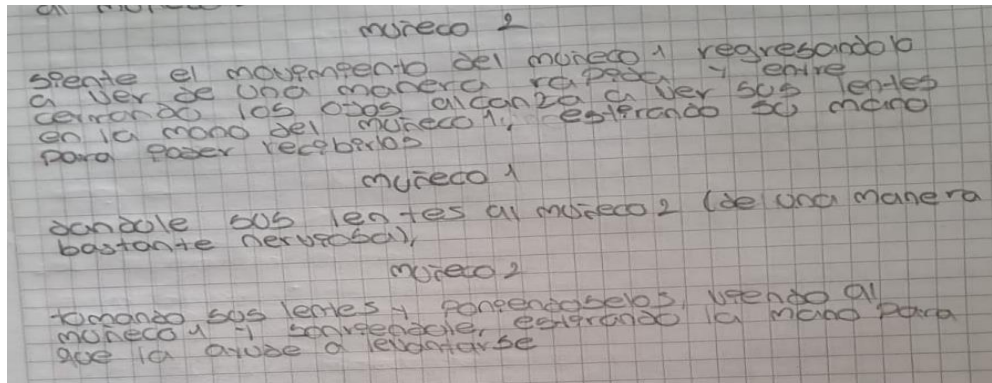 al muñeco
muñeco 2
siente el movimiento del muñeco 1 regresandolo
a ver de una manera rapida y entre
cerrando los ojos alcanza a ver sus lentes
en la mano del muñeco 1, estirando su mano
para poder recibirlos
muñeco 1
dandole sus lentes al muñeco 2 (de una manera
bastante nerviosa),
muñeco 2
tomando sus lentes y poniendoselos, viendo al
muñeco 1 y sonriendole, estirando la mano para
que la ayude a levantarse